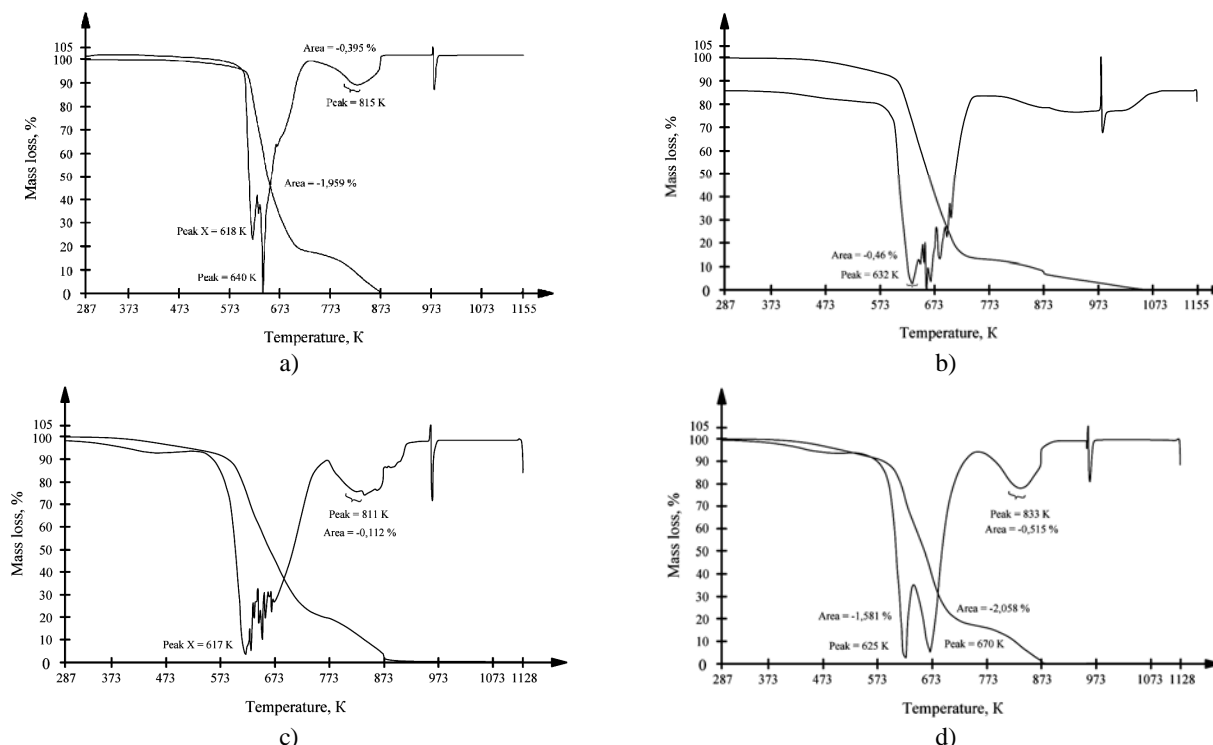 105
100
90
80
70
60
50
40
30
20
10
0
Mass loss, %
Area = -0,395 %
Peak = 815 K
Area = -1,959 %
Peak X = 618 K
Peak = 640 K
287 373 473 573 673 773 873 973 1073 1155
Temperature, K
a)
105
100
90
80
70
60
50
40
30
20
10
0
Mass loss, %
Area = -0,46 %
Peak = 632 K
287 373 473 573 673 773 873 973 1073 1155
Temperature, K
b)
105
100
90
80
70
60
50
40
30
20
10
0
Mass loss, %
Peak = 811 K
Area = -0,112 %
Peak X = 617 K
287 373 473 573 673 773 873 973 1073 1128
Temperature, K
c)
105
100
90
80
70
60
50
40
30
20
10
0
Mass loss, %
Peak = 833 K
Area = -0,515 %
Area = -1,581 %
Area = -2,058 %
Peak = 625 K
Peak = 670 K
287 373 473 573 673 773 873 973 1073 1128
Temperature, K
d)